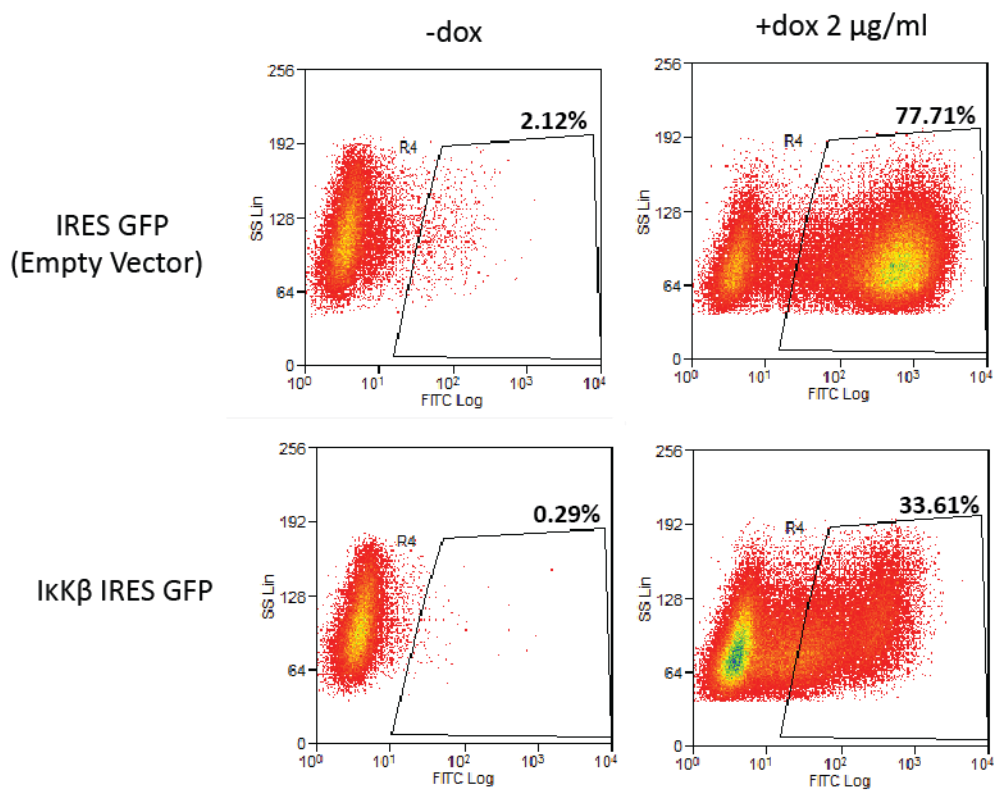 -dox
+dox 2 µg/ml
IRES GFP
(Empty Vector)
256
192
128
64
0
SS Lin
R4
2.12%
10⁰ 10¹ 10² 10³ 10⁴
FITC Log
256
192
128
64
0
SS Lin
R4
77.71%
10⁰ 10¹ 10² 10³ 10⁴
FITC Log
IκKβ IRES GFP
256
192
128
64
0
SS Lin
R4
0.29%
10⁰ 10¹ 10² 10³ 10⁴
FITC Log
256
192
128
64
0
SS Lin
R4
33.61%
10⁰ 10¹ 10² 10³ 10⁴
FITC Log